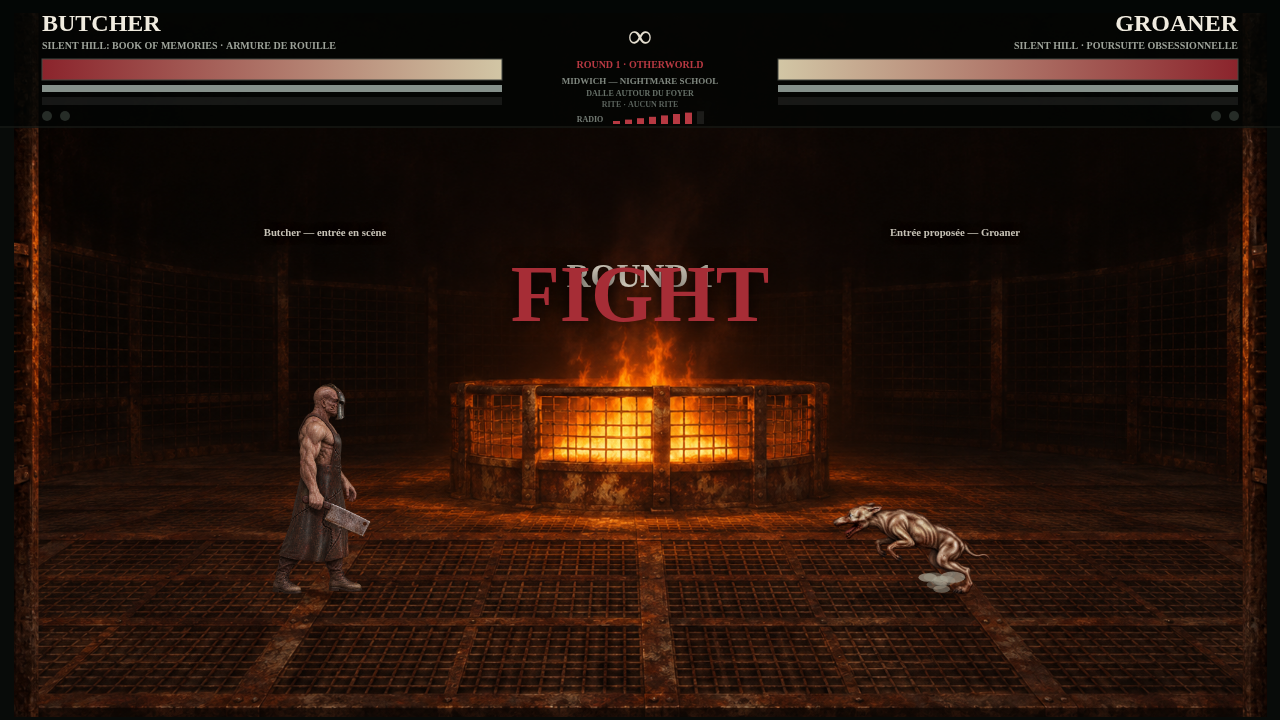 BUTCHER
SILENT HILL: BOOK OF MEMORIES · ARMURE DE ROUILLE
∞
ROUND 1 · OTHERWORLD
MIDWICH — NIGHTMARE SCHOOL
DALLE AUTOUR DU FOYER
RITE · AUCUN RITE
RADIO
GROANER
SILENT HILL · POURSUITE OBSESSIONNELLE
Butcher — entrée en scène
Entrée proposée — Groaner
ROUND 1
FIGHT